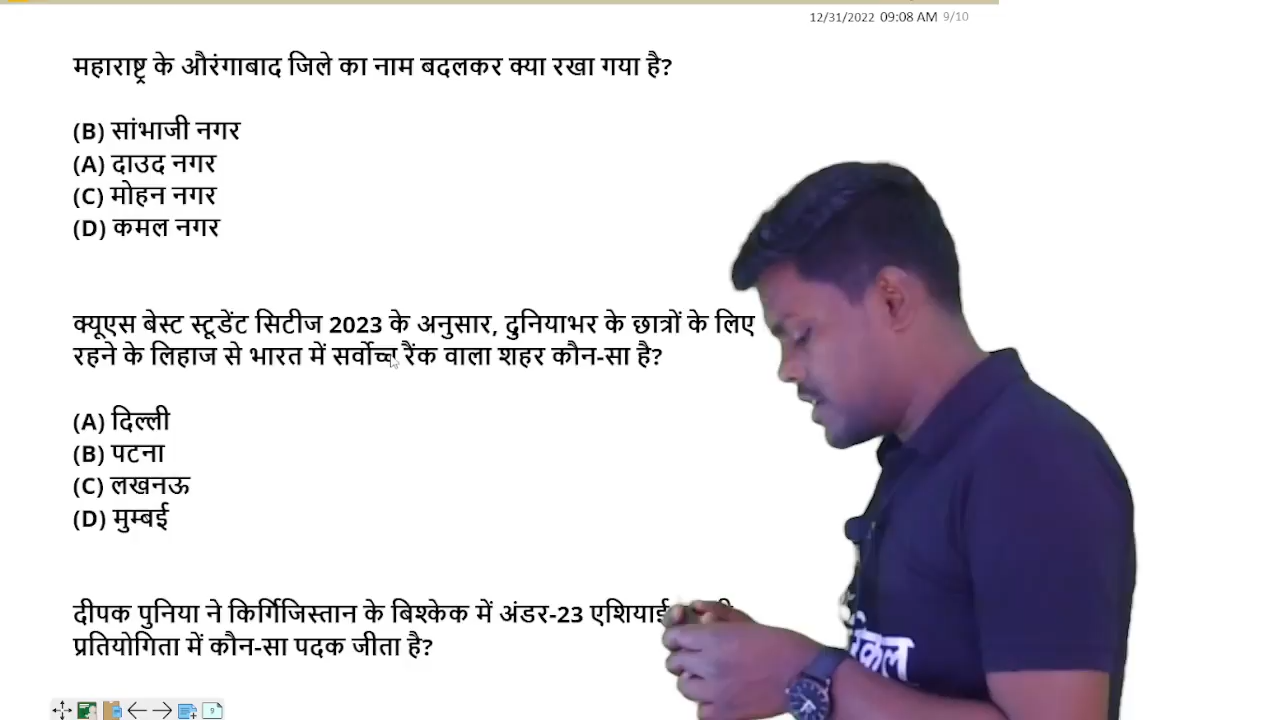 12/31/2022 09:08 AM 9/10
महाराष्ट्र के औरंगाबाद जिले का नाम बदलकर क्या रखा गया है?
(B) सांभाजी नगर
(A) दाउद नगर
(C) मोहन नगर
(D) कमल नगर
क्यूएस बेस्ट स्टूडेंट सिटीज 2023 के अनुसार, दुनियाभर के छात्रों के लिए
रहने के लिहाज से भारत में सर्वोच्च रैंक वाला शहर कौन-सा है?
(A) दिल्ली
(B) पटना
(C) लखनऊ
(D) मुम्बई
दीपक पुनिया ने किर्गिजिस्तान के बिश्केक में अंडर-23 एशियाई
प्रतियोगिता में कौन-सा पदक जीता है?
9